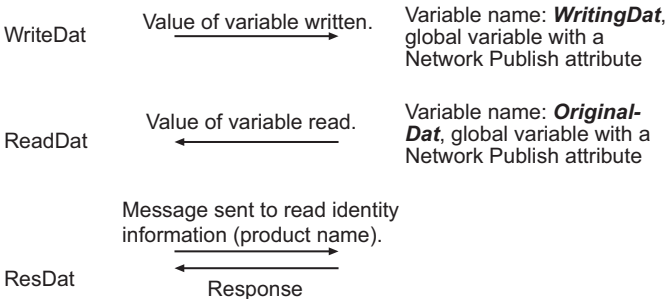 WriteDat
Value of variable written.
Variable name: WritingDat,
global variable with a
Network Publish attribute
ReadDat
Value of variable read.
Variable name: Original-
Dat, global variable with a
Network Publish attribute
Message sent to read identity
information (product name).
ResDat
Response